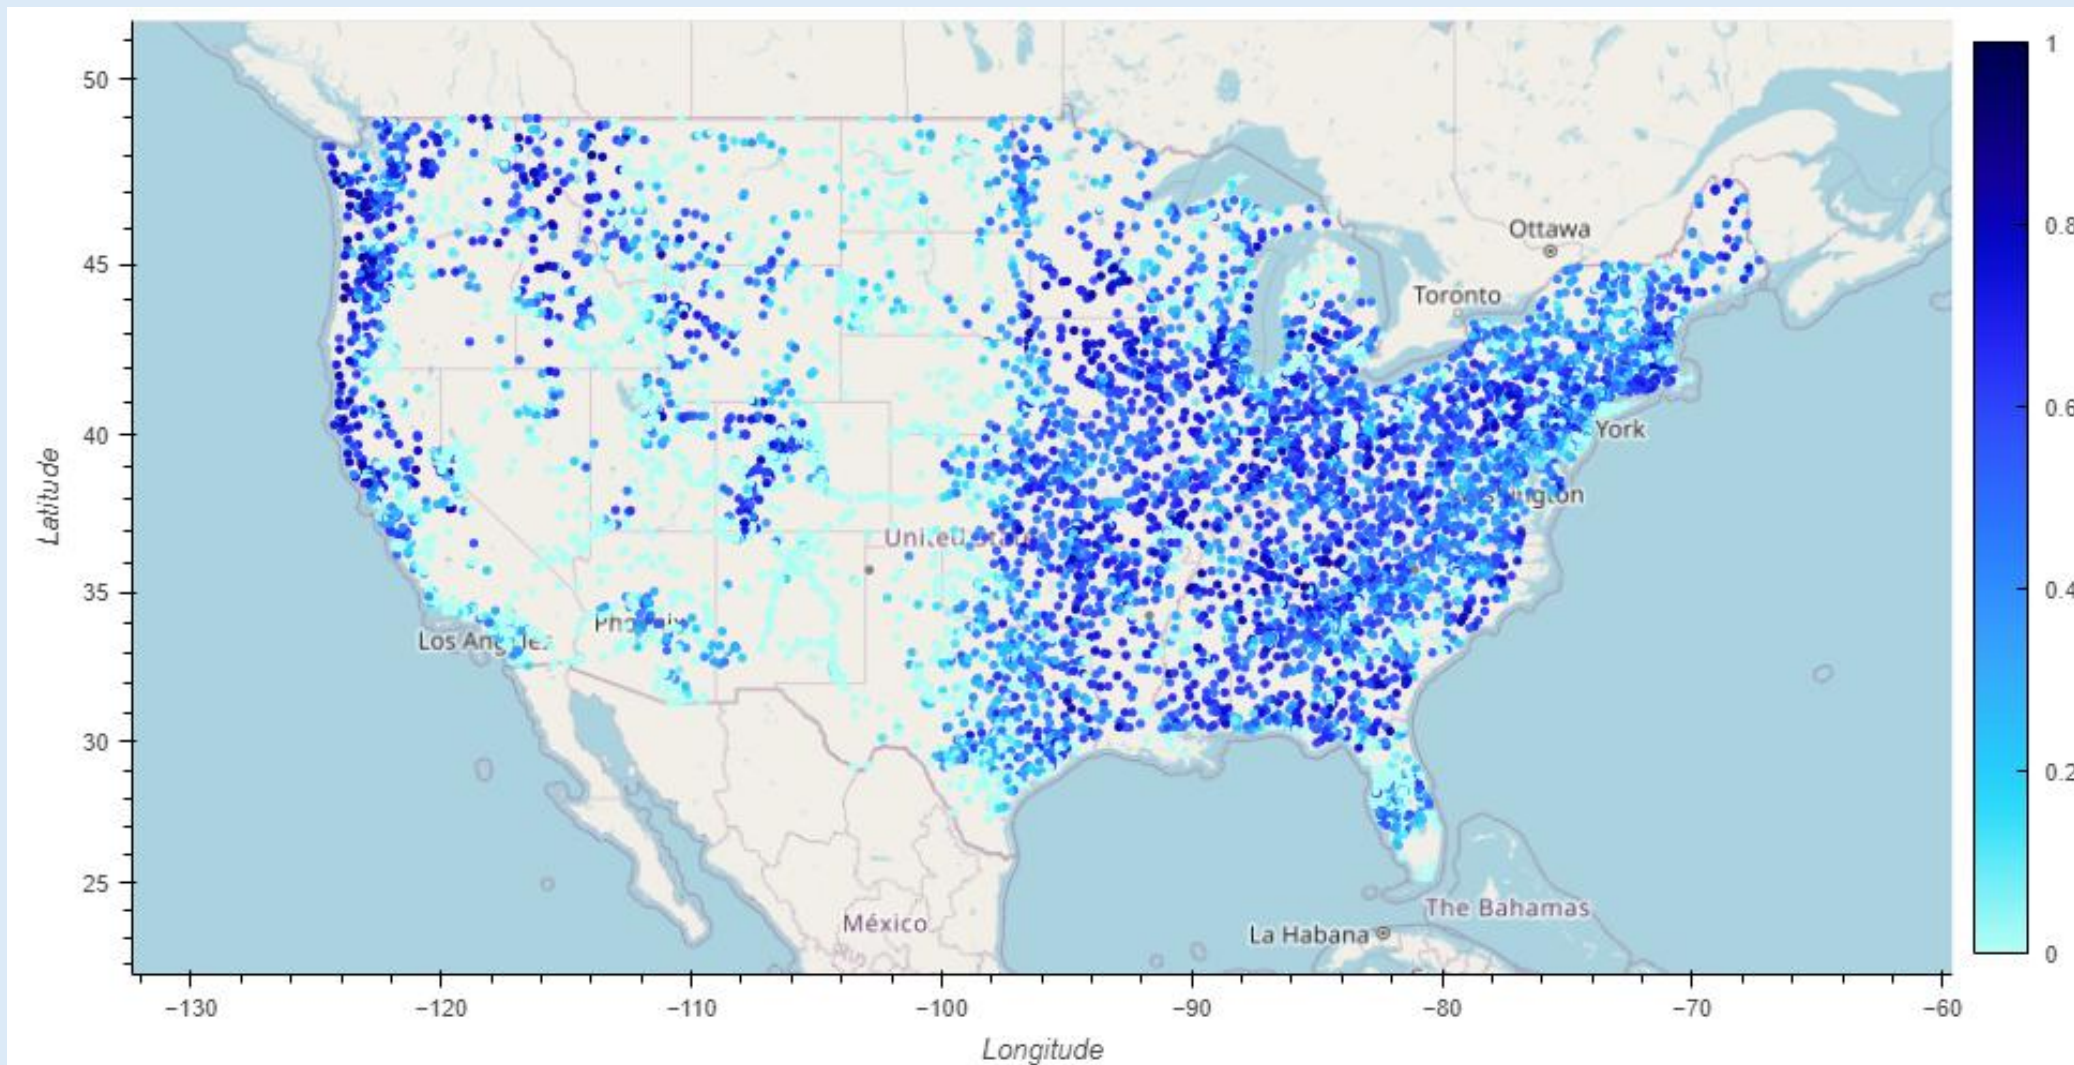 50
45
40
35
30
25
Latitude
−130
−120
−110
−100
−90
−80
−70
−60
Longitude
Ottawa
Toronto
York
Los Ang
México
La Habana
The Bahamas
1
0.8
0.6
0.4
0.2
0